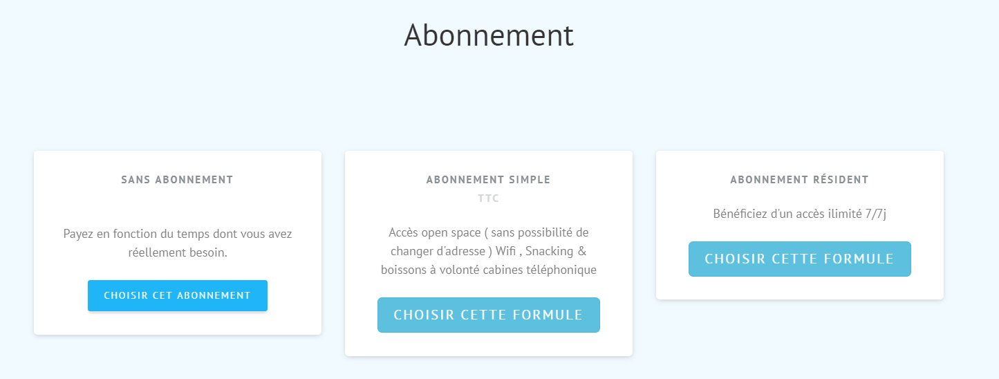 Abonnement
SANS ABONNEMENT
Payez en fonction du temps dont vous avez
réellement besoin.
CHOISIR CET ABONNEMENT
ABONNEMENT SIMPLE
TTC
Accès open space ( sans possibilité de
changer d'adresse ) Wifi , Snacking &
boissons à volonté cabines téléphonique
CHOISIR CETTE FORMULE
ABONNEMENT RÉSIDENT
Bénéficiez d'un accès ilimité 7/7j
CHOISIR CETTE FORMULE